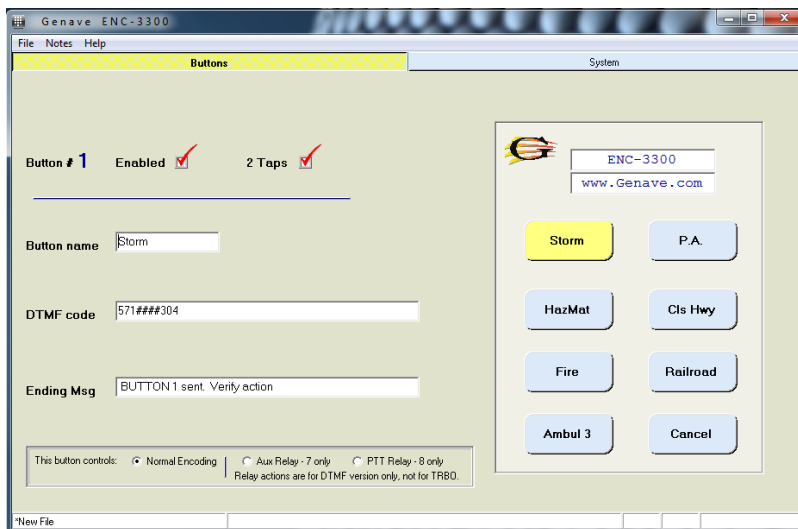 Genave ENC-3300
File Notes Help
Buttons System
Button # 1 Enabled 2 Taps
Button name Storm
DTMF code 571####304
Ending Msg BUTTON 1 sent. Verify action
This button controls: Normal Encoding Aux Relay - 7 only PTT Relay - 8 only
Relay actions are for DTMF version only, not for TRBO.
G
ENC-3300
www.Genave.com
Storm P.A.
HazMat Cls Hwy
Fire Railroad
Ambul 3 Cancel
*New File